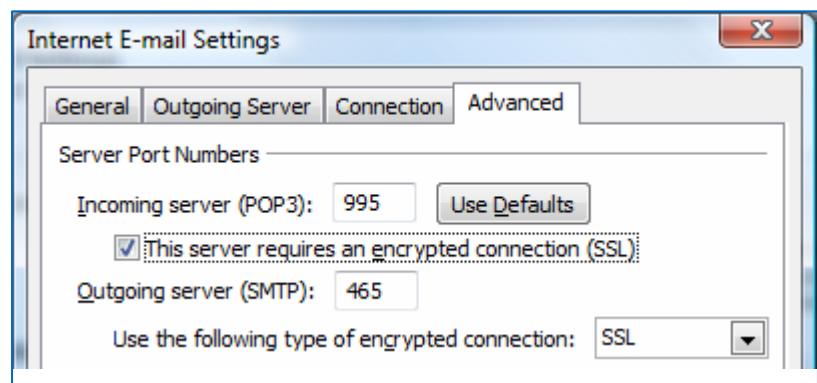 Internet E-mail Settings
General Outgoing Server Connection Advanced
Server Port Numbers
Incoming server (POP3): 995 Use Defaults
This server requires an encrypted connection (SSL)
Outgoing server (SMTP): 465
Use the following type of encrypted connection: SSL